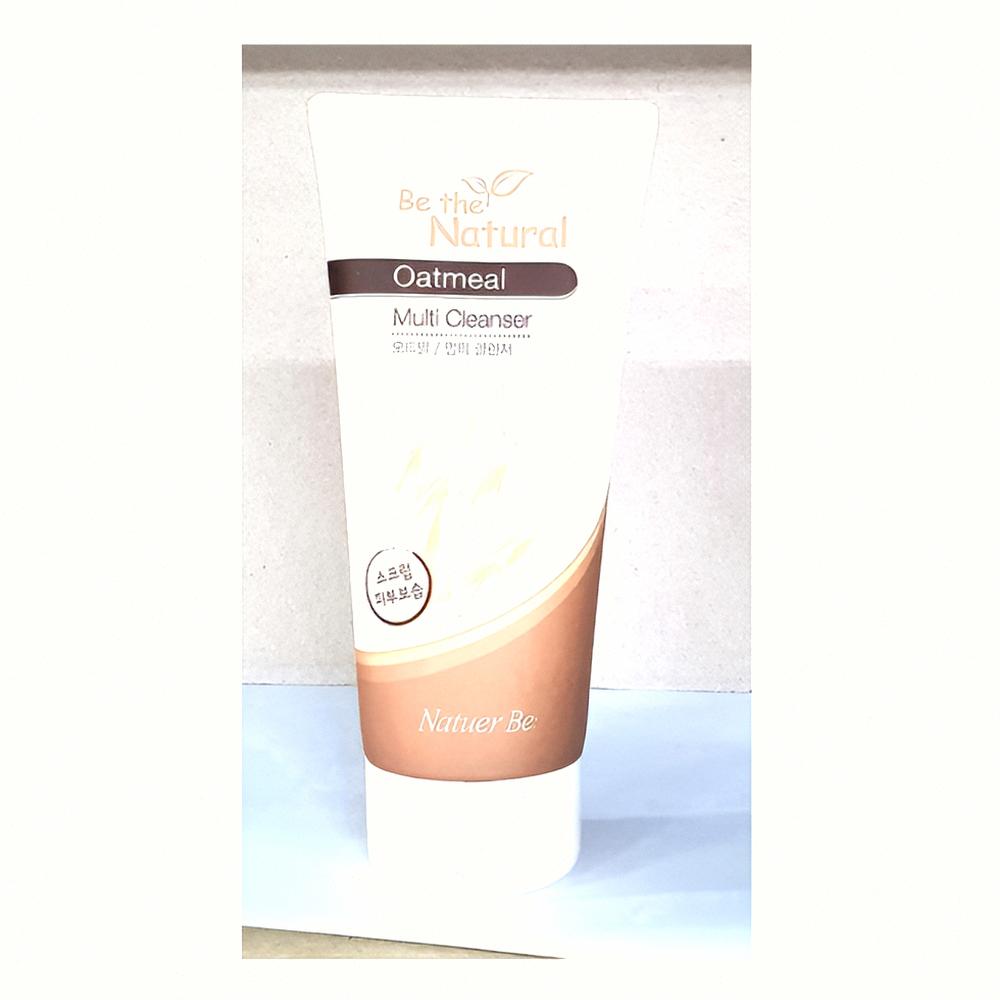 Be the
Natural
Oatmeal
Multi Cleanser
스크럽
피부보습
Natuer Be: